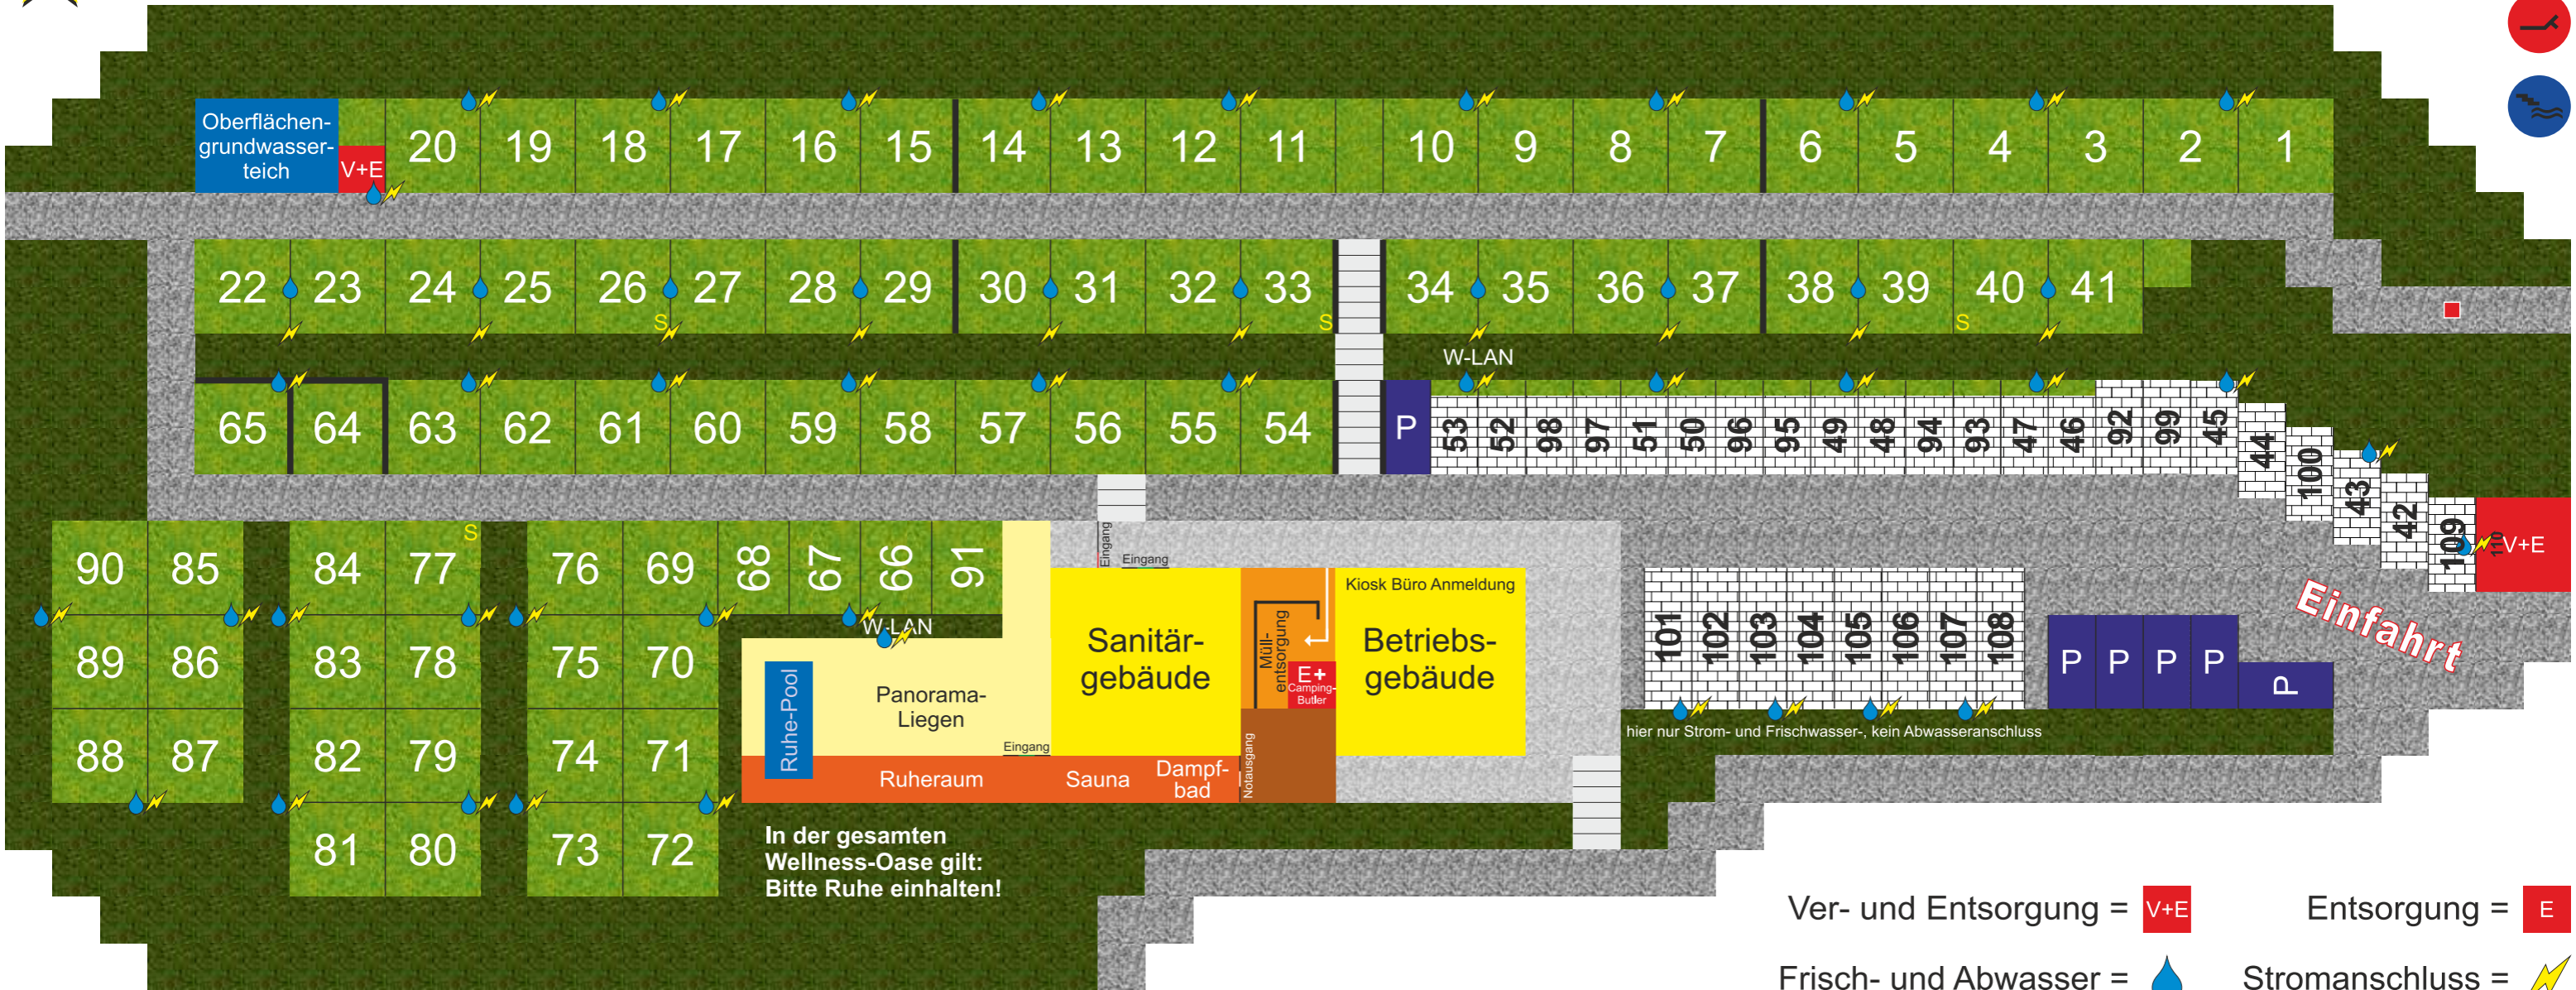 Oberflächen-
grundwasser-
teich
V+E
20 19 18 17 16 15 14 13 12 11 10 9 8 7 6 5 4 3 2 1
22 23 24 25 26 27 28 29 30 31 32 33 34 35 36 37 38 39 40 41
S S S
W-LAN
65 64 63 62 61 60 59 58 57 56 55 54 P 53 52 98 97 51 50 96 95 49 48 94 93 47 46 92 99 45 44 100 43 42 109 110 V+E
Einfahrt
S
90 85 84 77 76 69 68 67 66 91
Eingang
Eingang
W-LAN
89 86 83 78 75 70
88 87 82 79 74 71
81 80 73 72
Ruhe-Pool
Panorama-
Liegen
Eingang
Ruheraum
Sauna
Dampf-
bad
Sanitär-
gebäude
Müll-
entsorgung
E+
Camping-
Butler
Notausgang
Kiosk Büro Anmeldung
Betriebs-
gebäude
101 102 103 104 105 106 107 108
P P P P P
hier nur Strom- und Frischwasser-, kein Abwasseranschluss
In der gesamten
Wellness-Oase gilt:
Bitte Ruhe einhalten!
Ver- und Entsorgung = V+E
Entsorgung = E
Frisch- und Abwasser =
Stromanschluss =